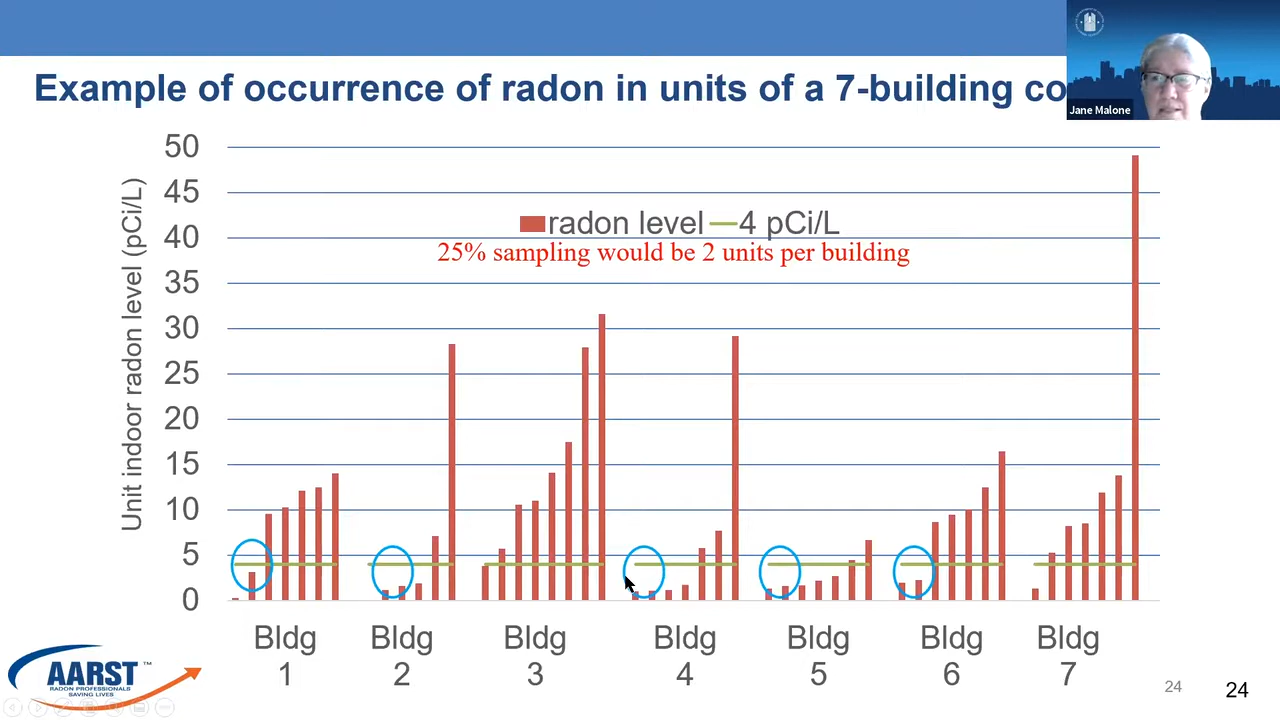 Example of occurrence of radon in units of a 7-building co
Jane Malone
50
45
40
35
30
25
20
15
10
5
0
Unit indoor radon level (pCi/L)
radon level 4 pCi/L
25% sampling would be 2 units per building
Bldg 1
Bldg 2
Bldg 3
Bldg 4
Bldg 5
Bldg 6
Bldg 7
AARST™
RADON PROFESSIONALS
SAVING LIVES
24
24